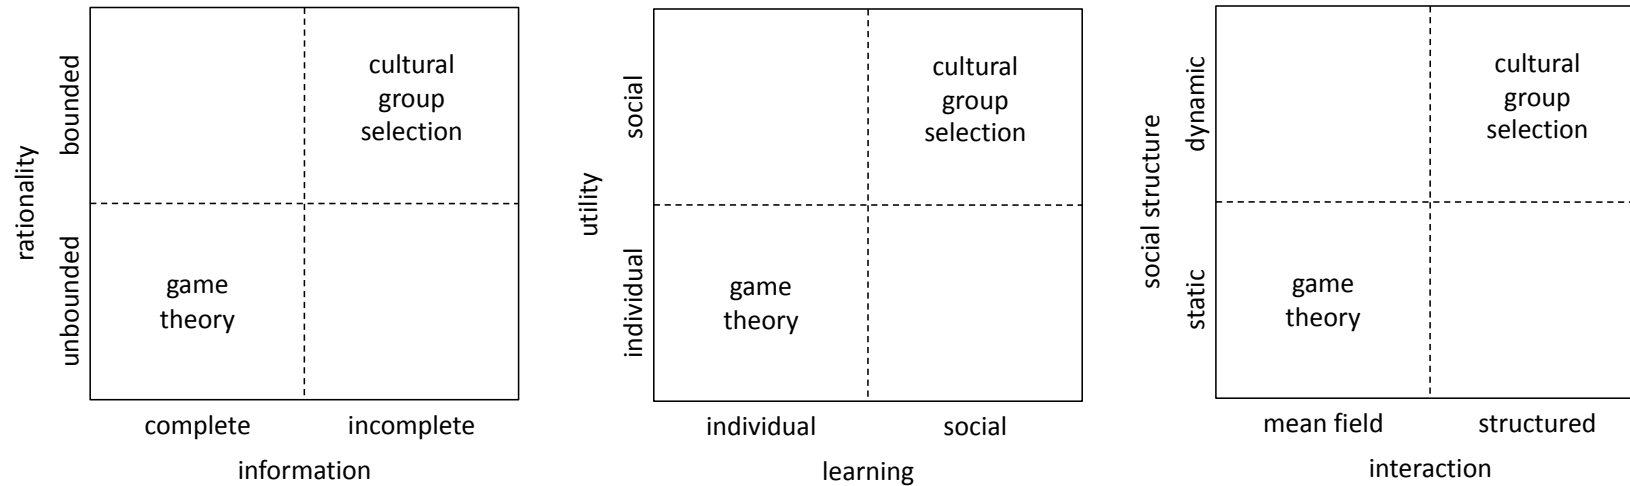 rationality
bounded
unbounded
cultural
group
selection
game
theory
complete
incomplete
information
utility
social
individual
cultural
group
selection
game
theory
individual
social
learning
social structure
dynamic
static
cultural
group
selection
game
theory
mean field
structured
interaction